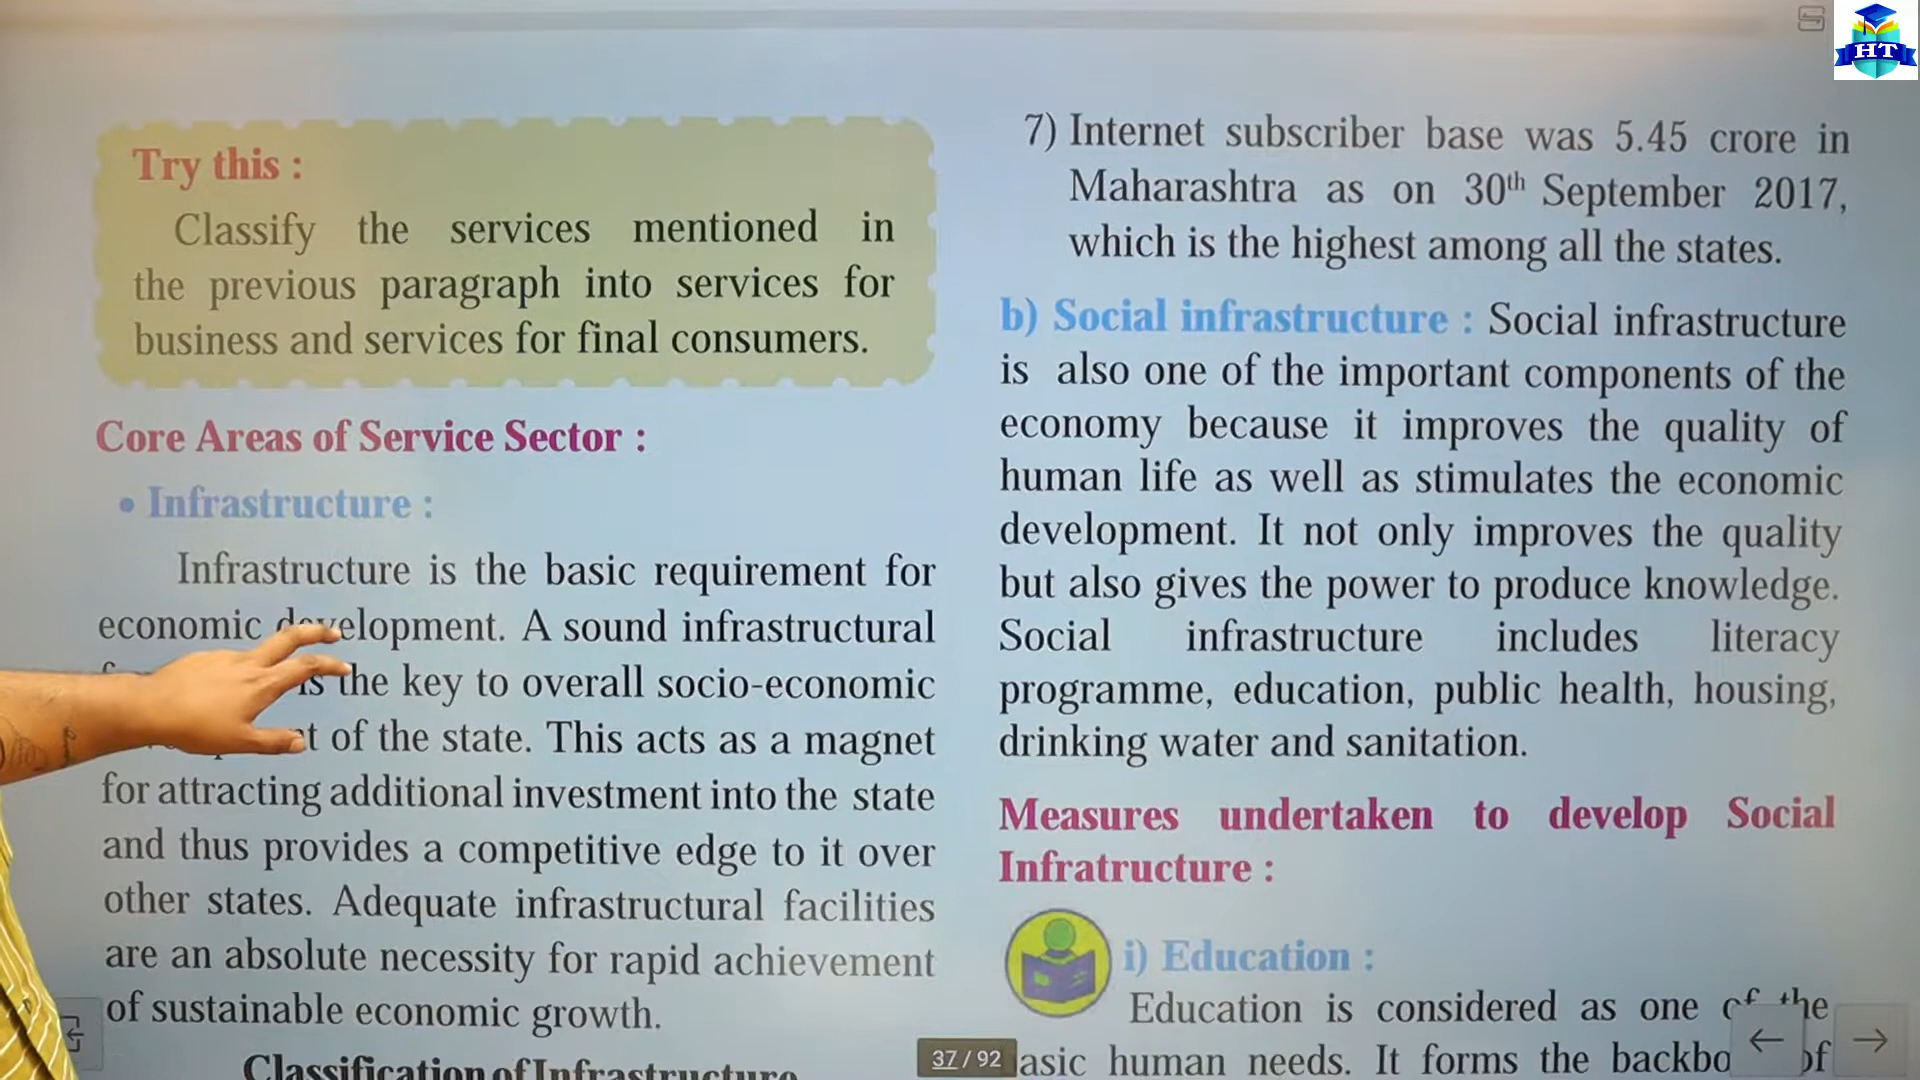 HT
Try this :
Classify the services mentioned in
the previous paragraph into services for
business and services for final consumers.
Core Areas of Service Sector :
• Infrastructure :
Infrastructure is the basic requirement for
economic development. A sound infrastructural
is the key to overall socio-economic
of the state. This acts as a magnet
for attracting additional investment into the state
and thus provides a competitive edge to it over
other states. Adequate infrastructural facilities
are an absolute necessity for rapid achievement
of sustainable economic growth.
Classification of Infrastructure
7) Internet subscriber base was 5.45 crore in
Maharashtra as on 30th September 2017,
which is the highest among all the states.
b) Social infrastructure : Social infrastructure
is also one of the important components of the
economy because it improves the quality of
human life as well as stimulates the economic
development. It not only improves the quality
but also gives the power to produce knowledge.
Social infrastructure includes literacy
programme, education, public health, housing,
drinking water and sanitation.
Measures undertaken to develop Social
Infratructure :
i) Education :
Education is considered as one of the
asic human needs. It forms the backbo of
37 / 92